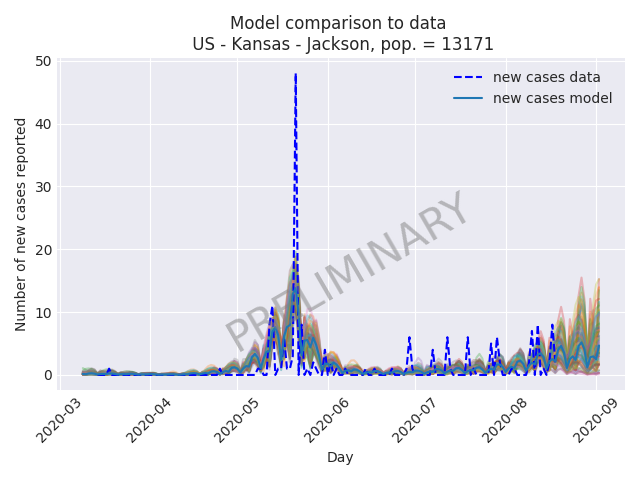 Model comparison to data
US - Kansas - Jackson, pop. = 13171
50
40
30
20
10
0
Number of new cases reported
new cases data
new cases model
PRELIMINARY
2020-03
2020-04
2020-05
2020-06
2020-07
2020-08
2020-09
Day